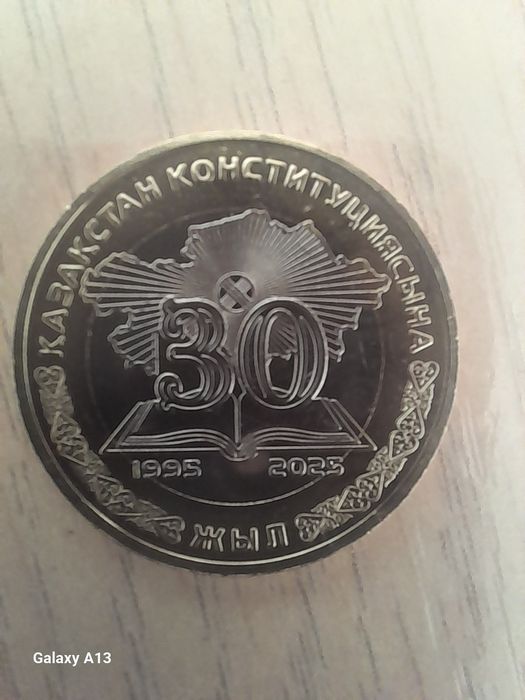 ҚАЗАҚСТАН КОНСТИТУЦИЯСЫНА
30
1995 2025
ЖЫЛ
Galaxy A13